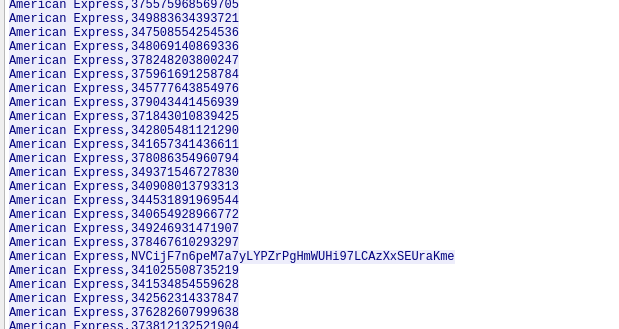 American Express,375575968569705
American Express,349883634393721
American Express,347508554254536
American Express,348069140869336
American Express,378248203800247
American Express,375961691258784
American Express,345777643854976
American Express,379043441456939
American Express,371843010839425
American Express,342805481121290
American Express,341657341436611
American Express,378086354960794
American Express,349371546727830
American Express,340908013793313
American Express,344531891969544
American Express,340654928966772
American Express,349246931471907
American Express,378467610293297
American Express,NVCijF7n6peM7a7yLYPZrPgHmWUHi97LCAzXxSEUraKme
American Express,341025508735219
American Express,341534854559628
American Express,342562314337847
American Express,376282607999638
American Express,373812132521904